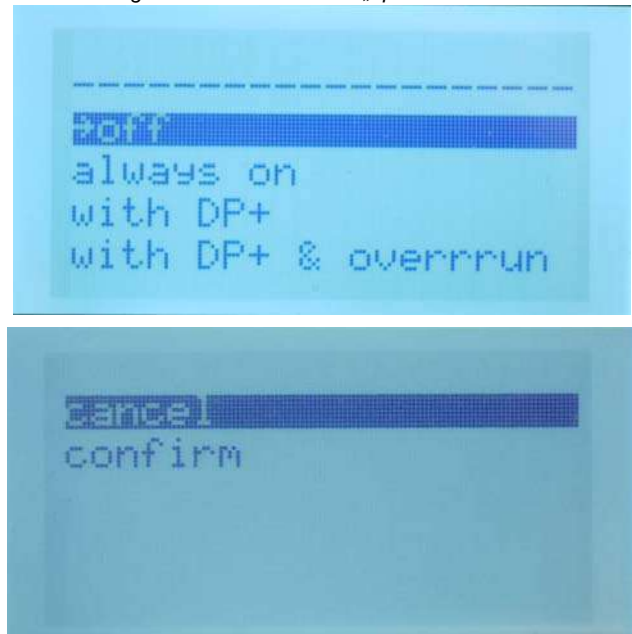 --------------------
→off
always on
with DP+
with DP+ & overrrun
cancel
confirm